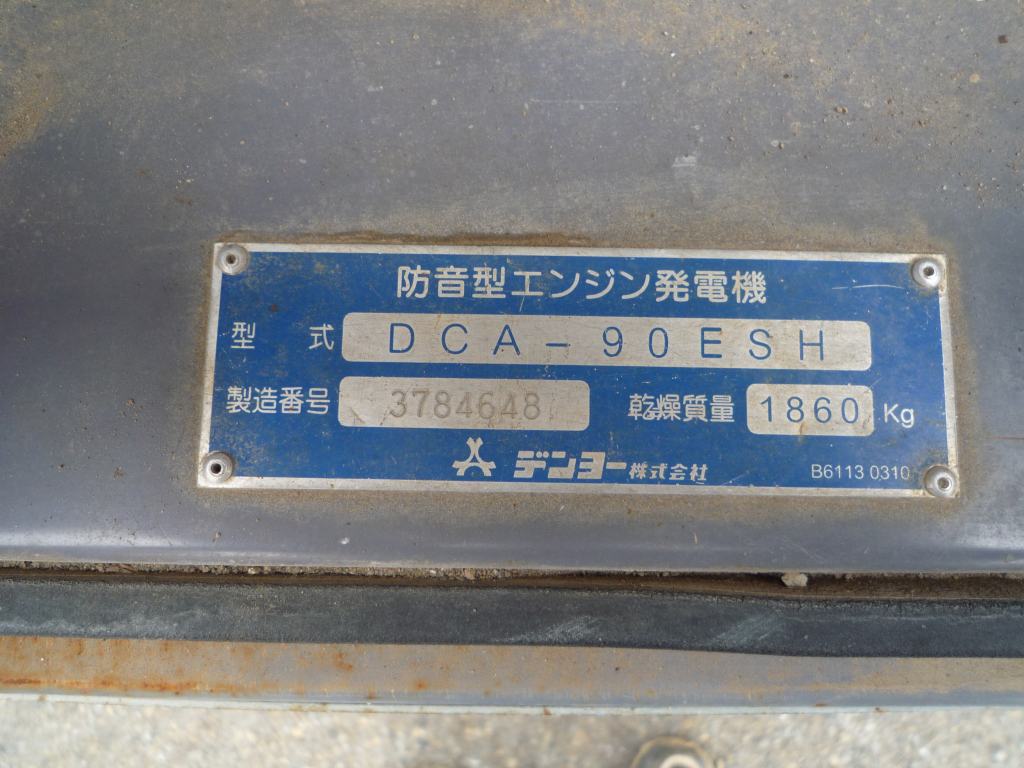 防音型エンジン発電機
型式 DCA-90ESH
製造番号 3784648 乾燥質量 1860 Kg
デンヨー株式会社 B6113 0310